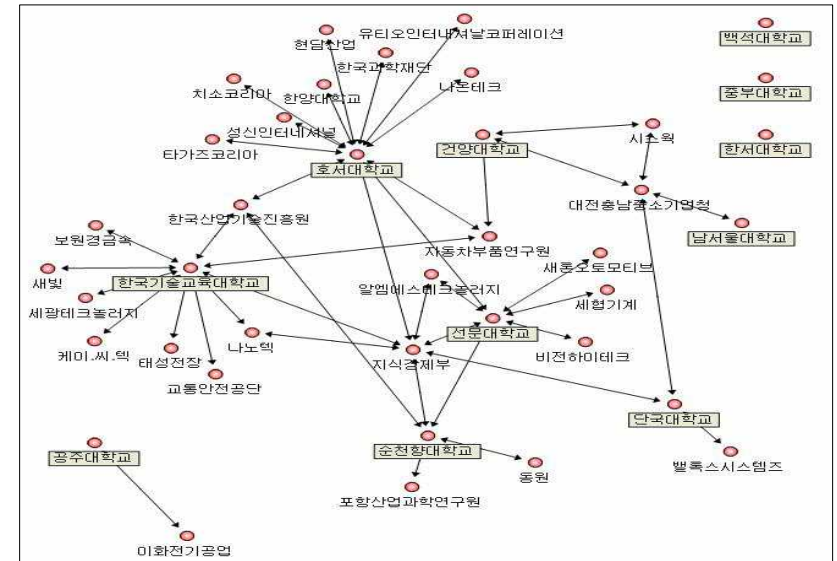 유티오인터내셔날코퍼레이션
현담산업
백석대학교
한국과학재단
치소코리아
한양대학교
나온테크
중부대학교
성신인터네셔널
시스웍
타가즈코리아
건양대학교
한서대학교
호서대학교
대전충남중소기업청
한국산업기술진흥원
보원경금속
자동차부품연구원
남서울대학교
새빛
한국기술교육대학교
알엠에스테크놀러지
새롬오토모티브
세팡테크놀러지
세형기계
선문대학교
케이.씨.텍
태성전장
나노텍
지식경제부
비전하이테크
교통안전공단
단국대학교
공주대학교
순천향대학교
밸록스시스템즈
동원
포항산업과학연구원
이화전기공업